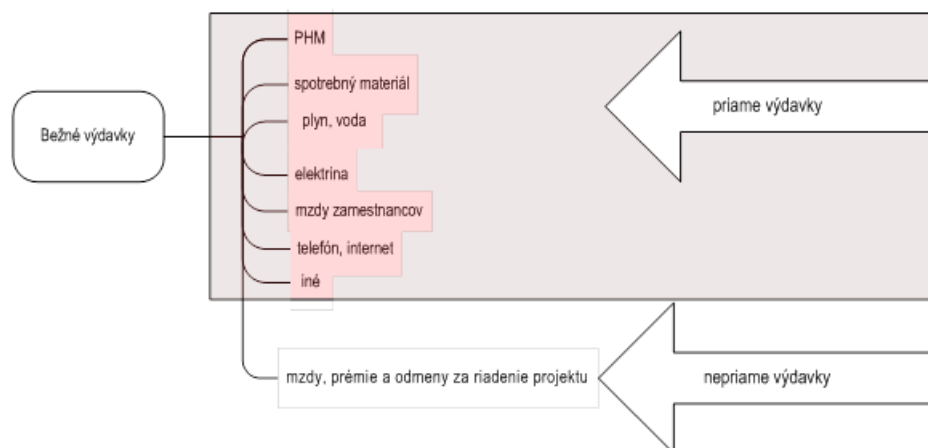 Bežné výdavky
PHM
spotrebný materiál
plyn, voda
elektrina
mzdy zamestnancov
telefón, internet
iné
priame výdavky
mzdy, prémie a odmeny za riadenie projektu
nepriame výdavky